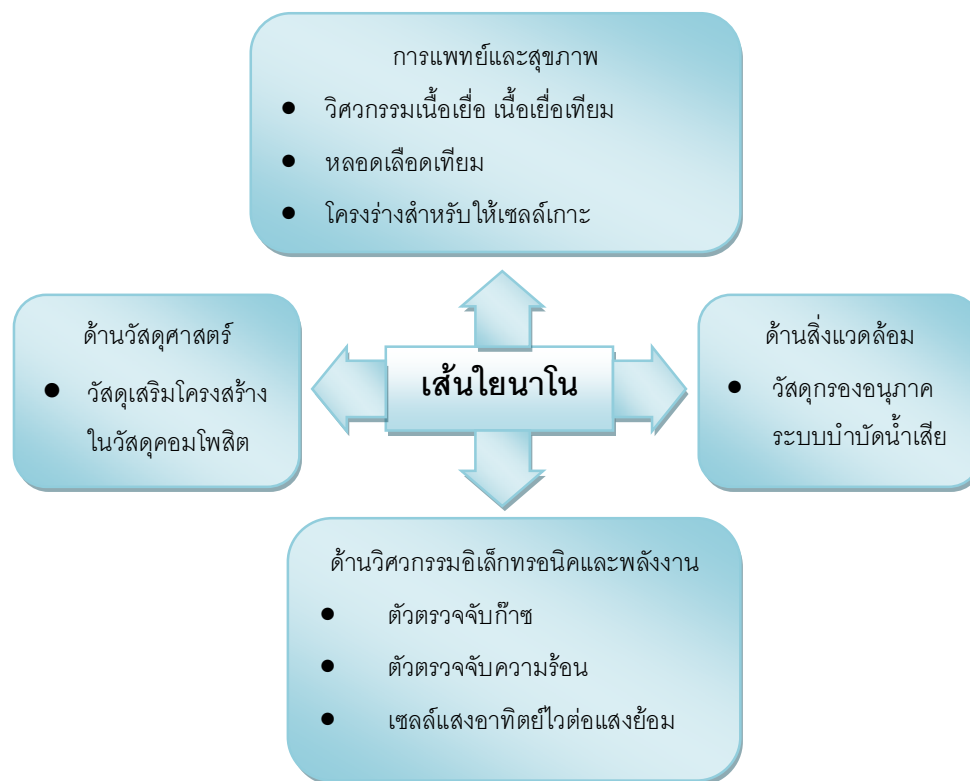 การแพทย์และสุขภาพ
● วิศวกรรมเนื้อเยื่อ เนื้อเยื่อเทียม
● หลอดเลือดเทียม
● โครงร่างสำหรับให้เซลล์เกาะ
ด้านวัสดุศาสตร์
● วัสดุเสริมโครงสร้าง
ในวัสดุคอมโพสิต
เส้นใยนาโน
ด้านสิ่งแวดล้อม
● วัสดุกรองอนุภาค
ระบบบำบัดน้ำเสีย
ด้านวิศวกรรมอิเล็กทรอนิคและพลังงาน
● ตัวตรวจจับก๊าซ
● ตัวตรวจจับความร้อน
● เซลล์แสงอาทิตย์ไวต่อแสงย้อม